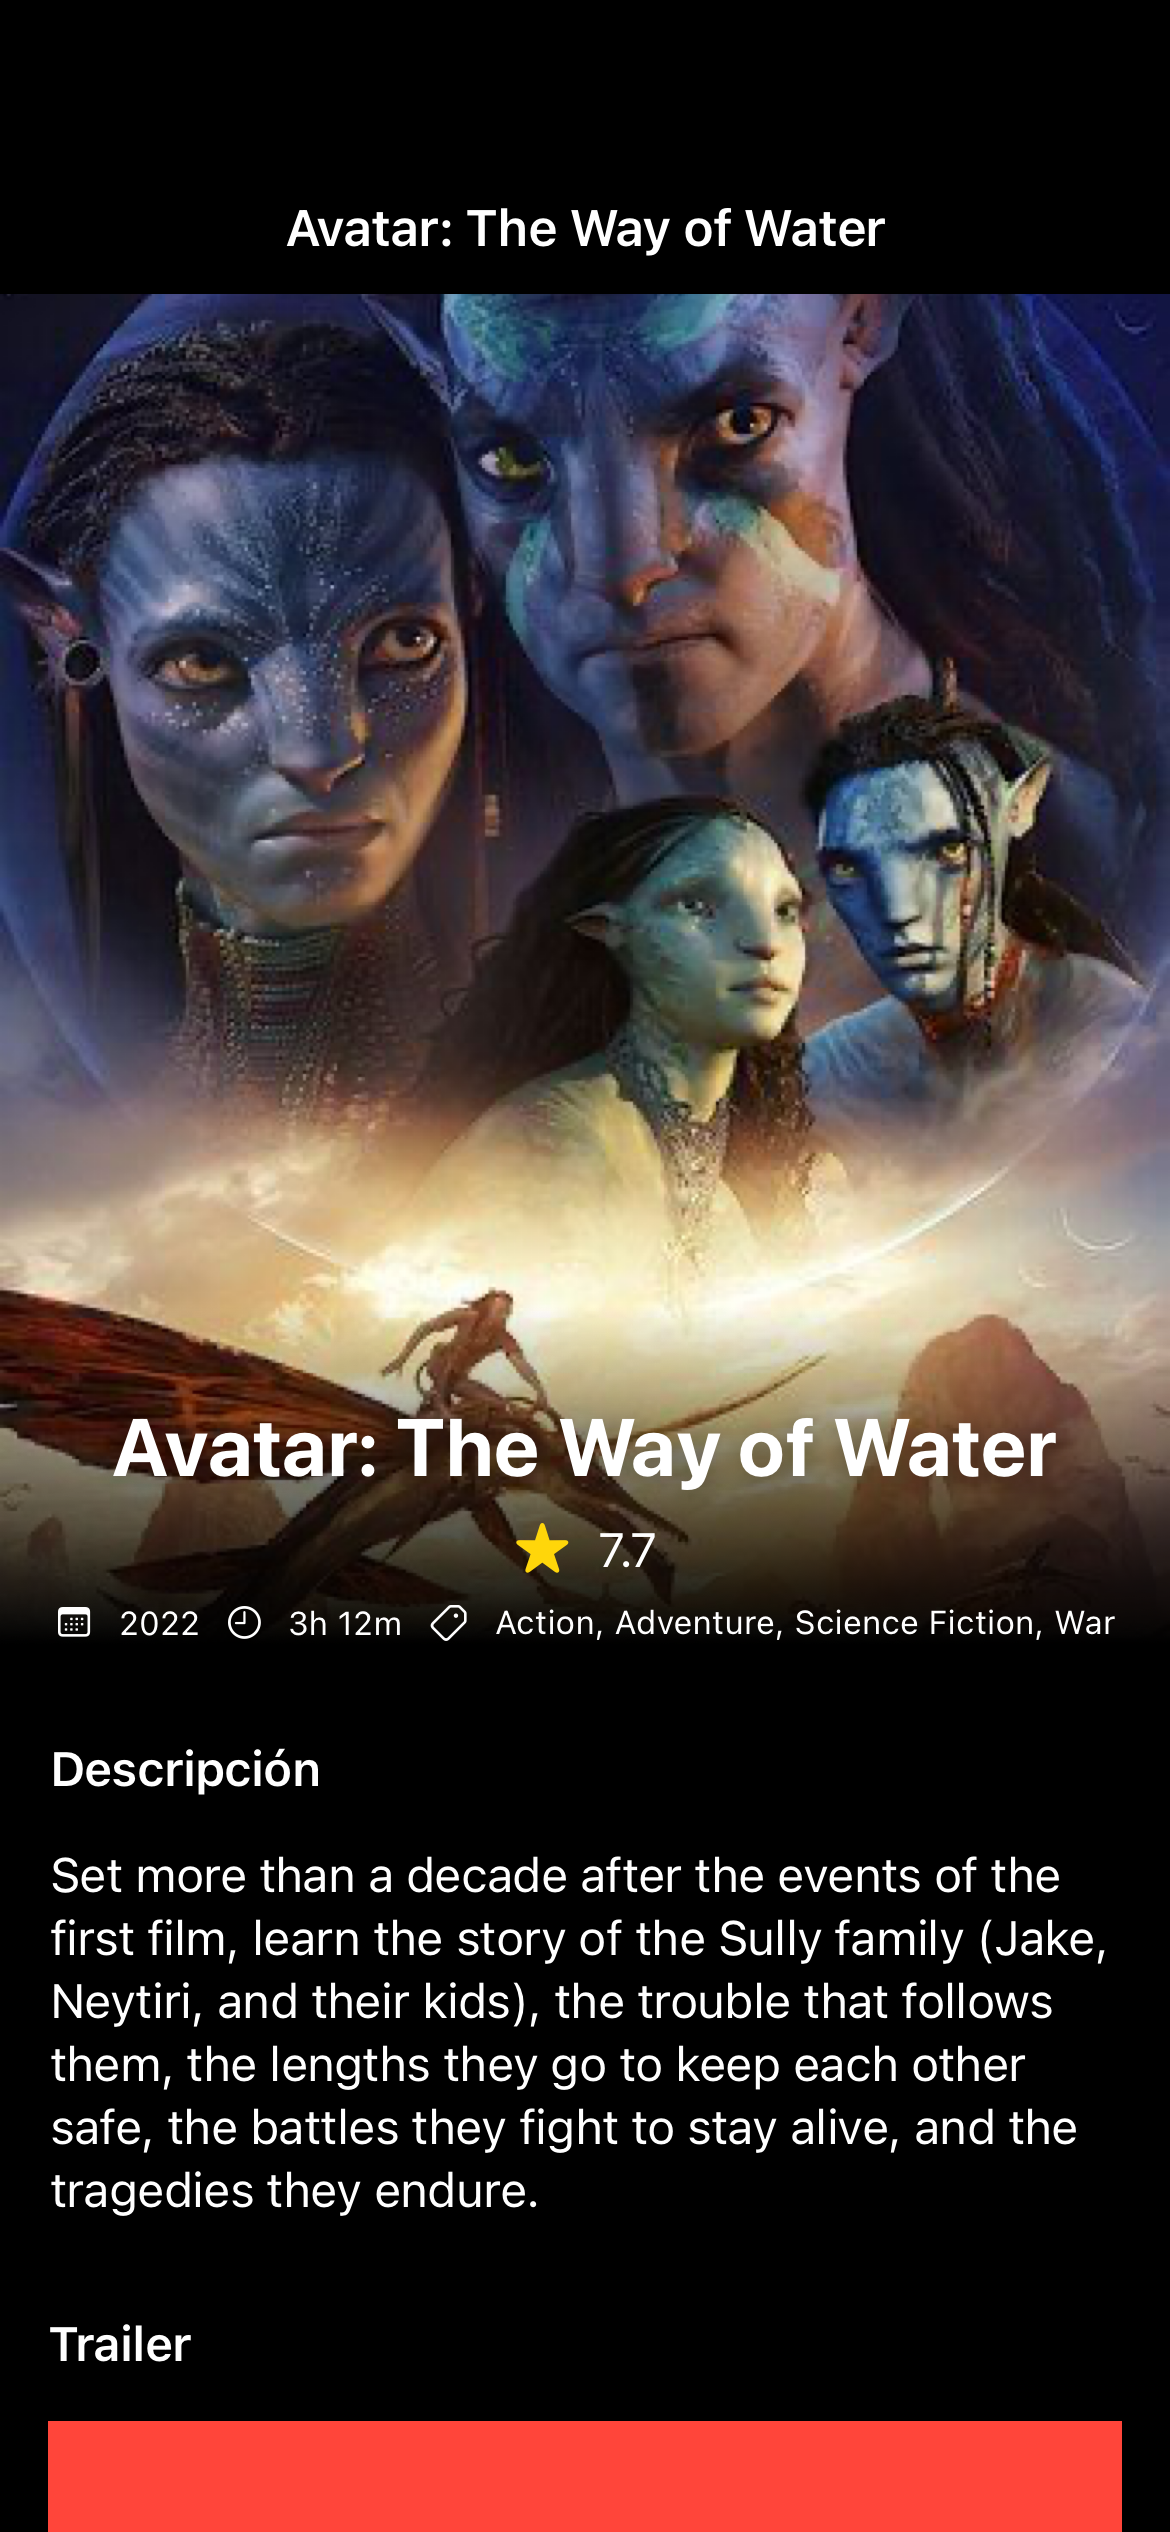 Avatar: The Way of Water
Avatar: The Way of Water
7.7
2022 3h 12m Action, Adventure, Science Fiction, War
Descripción
Set more than a decade after the events of the
first film, learn the story of the Sully family (Jake,
Neytiri, and their kids), the trouble that follows
them, the lengths they go to keep each other
safe, the battles they fight to stay alive, and the
tragedies they endure.
Trailer